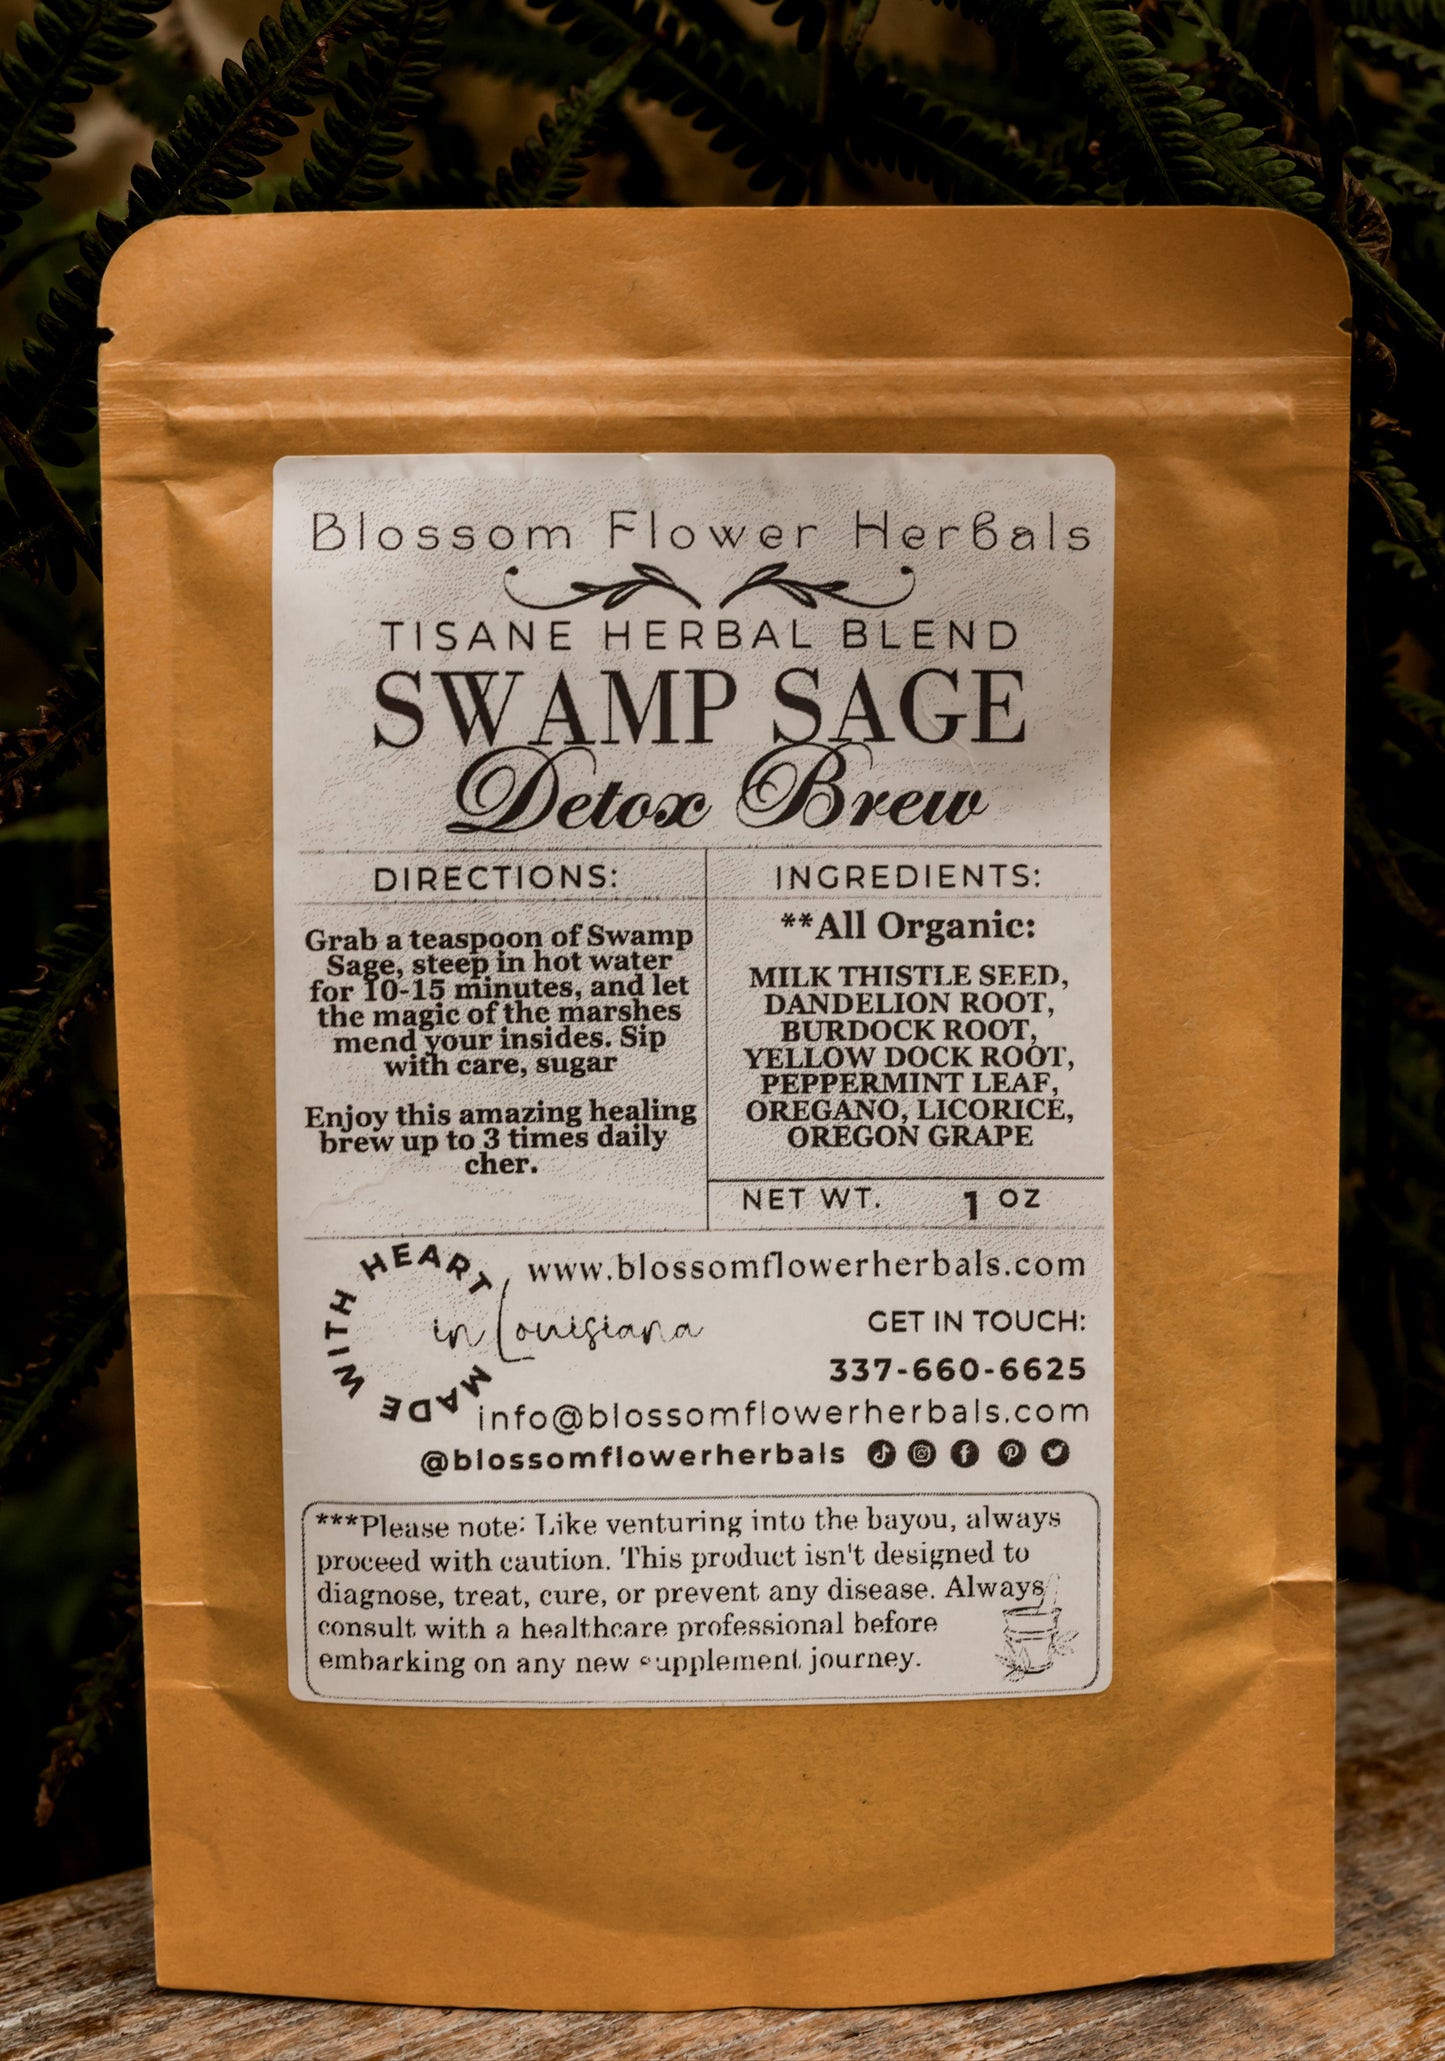 Blossom Flower Herbals
TISANE HERBAL BLEND
SWAMP SAGE
Detox Brew
DIRECTIONS:
Grab a teaspoon of Swamp
Sage, steep in hot water
for 10-15 minutes, and let
the magic of the marshes
mend your insides. Sip
with care, sugar
Enjoy this amazing healing
brew up to 3 times daily
cher.
INGREDIENTS:
**All Organic:
MILK THISTLE SEED,
DANDELION ROOT,
BURDOCK ROOT,
YELLOW DOCK ROOT,
PEPPERMINT LEAF,
OREGANO, LICORICE,
OREGON GRAPE
NET WT. 1 OZ
MADE WITH HEART
in Louisiana
www.blossomflowerherbals.com
GET IN TOUCH:
337-660-6625
info@blossomflowerherbals.com
@blossomflowerherbals
***Please note: Like venturing into the bayou, always
proceed with caution. This product isn't designed to
diagnose, treat, cure, or prevent any disease. Always
consult with a healthcare professional before
embarking on any new supplement journey.